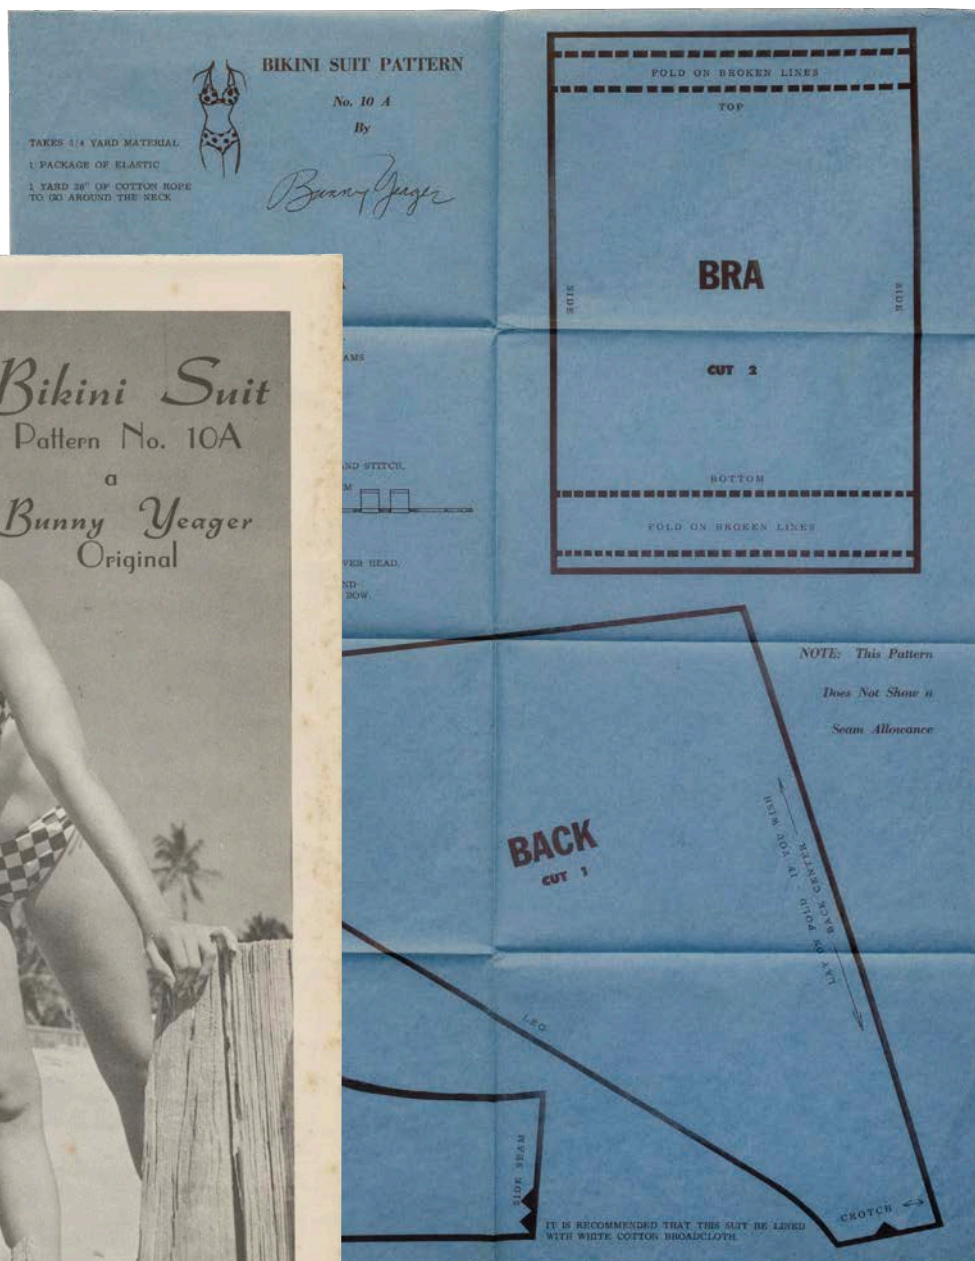 BIKINI SUIT PATTERN
No. 10 A
By
Bunny Yeager
TAKES 3/4 YARD MATERIAL
1 PACKAGE OF ELASTIC
1 YARD 28" OF COTTON ROPE
TO GO AROUND THE NECK
FOLD ON BROKEN LINES
TOP
SIDE
SIDE
BRA
CUT 2
BOTTOM
FOLD ON BROKEN LINES
AMS
AND STITCH.
M
VER HEAD.
ND
BOW.
Bikini Suit
Pattern No. 10A
a
Bunny Yeager
Original
NOTE: This Pattern
Does Not Show a
Seam Allowance
BACK
CUT 1
BACK CENTER
LAY ON FOLD - IF YOU WISH
LEG
SIDE SEAM
CROTCH
IT IS RECOMMENDED THAT THIS SUIT BE LINED
WITH WHITE COTTON BROADCLOTH.